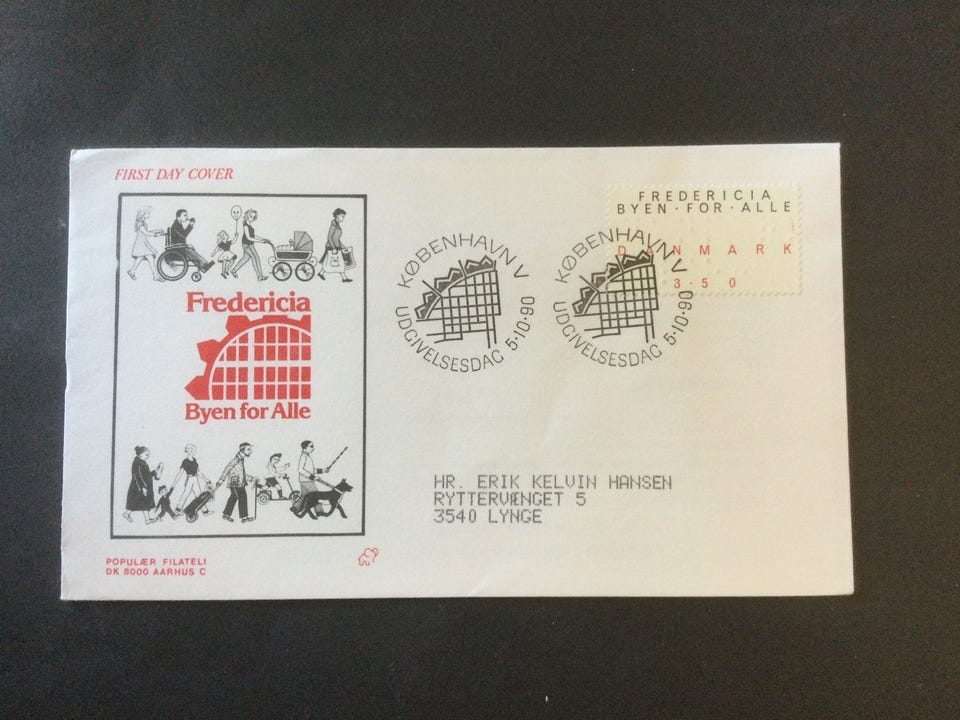 FIRST DAY COVER
Fredericia
Byen for Alle
POPULÆR FILATELI
DK 8000 AARHUS C
KØBENHAVN V
UDGIVELSESDAG 5·10·90
KØBENHAVN V
UDGIVELSESDAG 5·10·90
FREDERICIA
BYEN·FOR·ALLE
DANMARK
3·50
HR. ERIK KELVIN HANSEN
RYTTERVÆNGET 5
3540 LYNGE